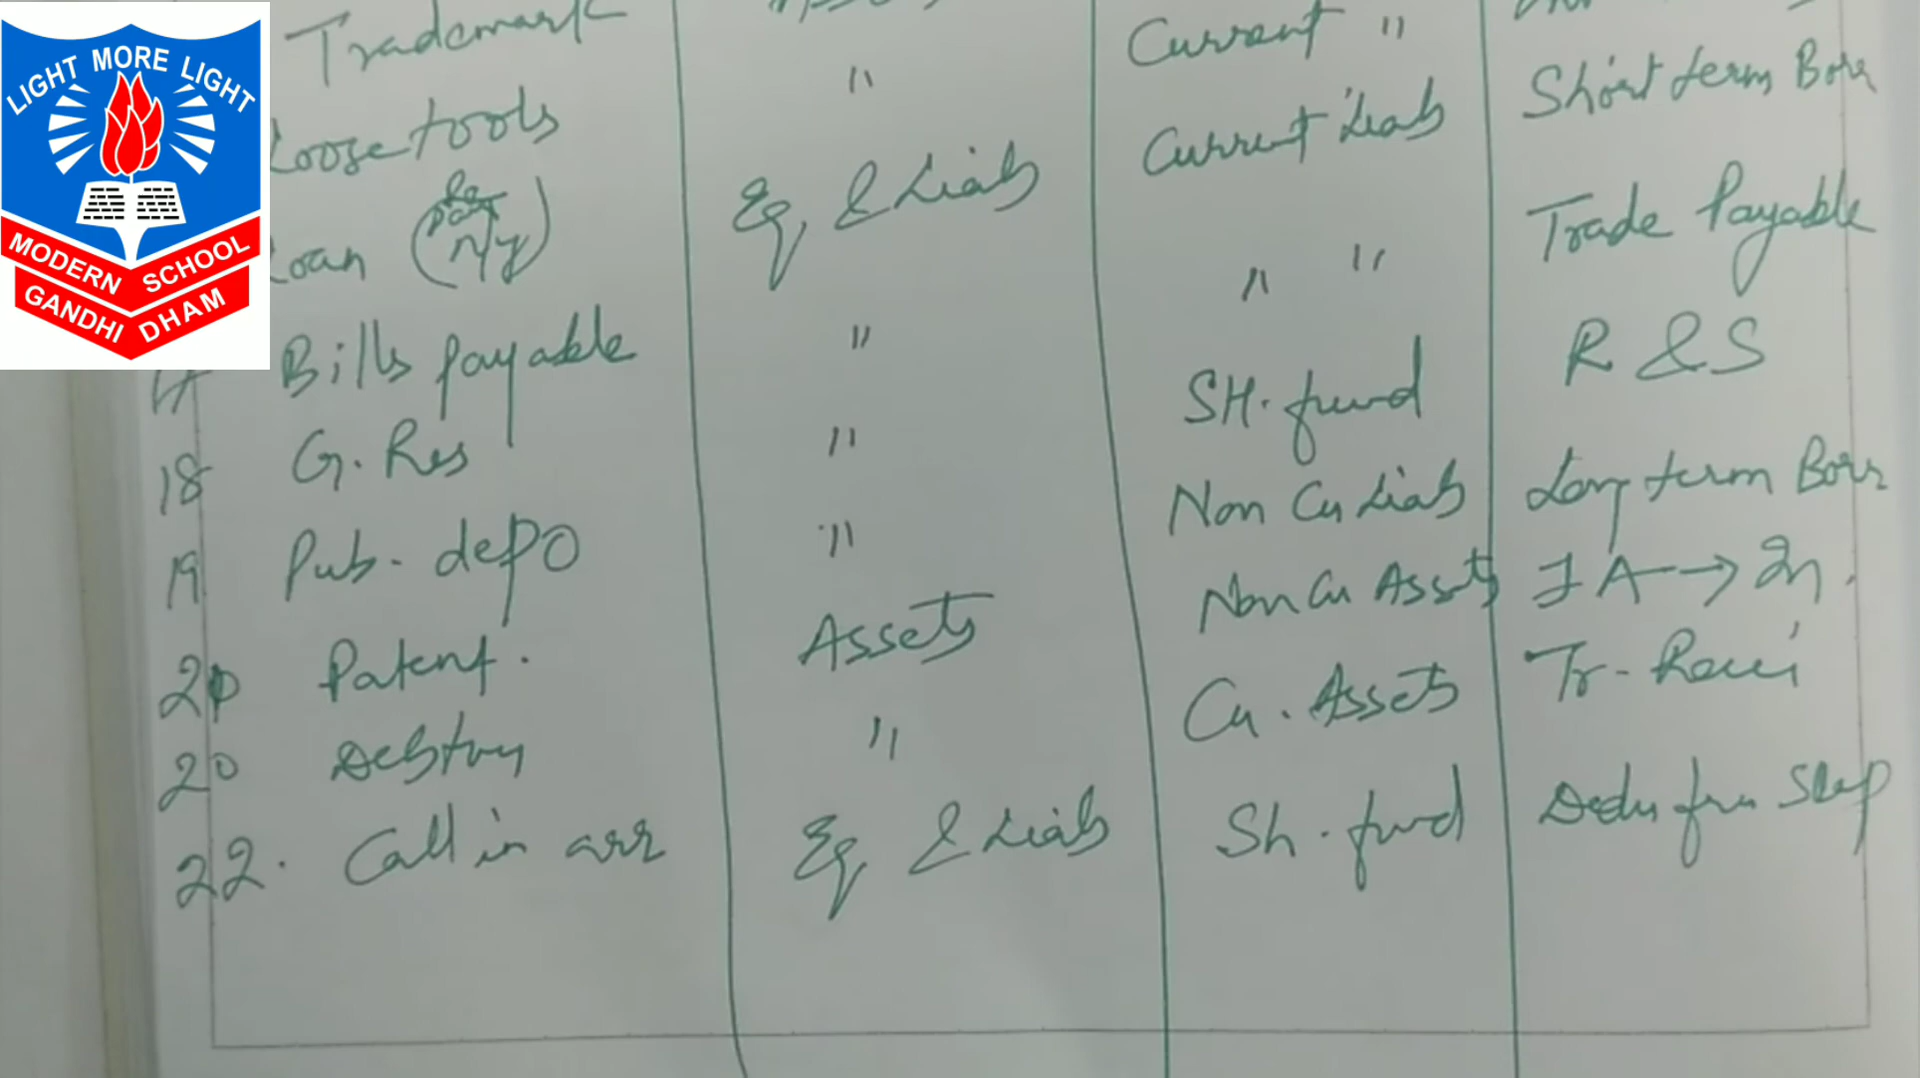 LIGHT MORE LIGHT
MODERN SCHOOL
GANDHI DHAM
Trademark
Loose tools " Current "
Loan ( n/y) Eq & Liab Current Liab Short term Borr
17 Bills payable " " " Trade Payable
18 G. Res " SH. fund R & S
19 Pub. depo " Non Cu Liab Long term Borr
20 Patent. Assets Non Cu Assets FA → In.
20 Debtors " Cu. Assets Tr. Recei
22. Call in arr Eq & Liab Sh. fund Dedu from